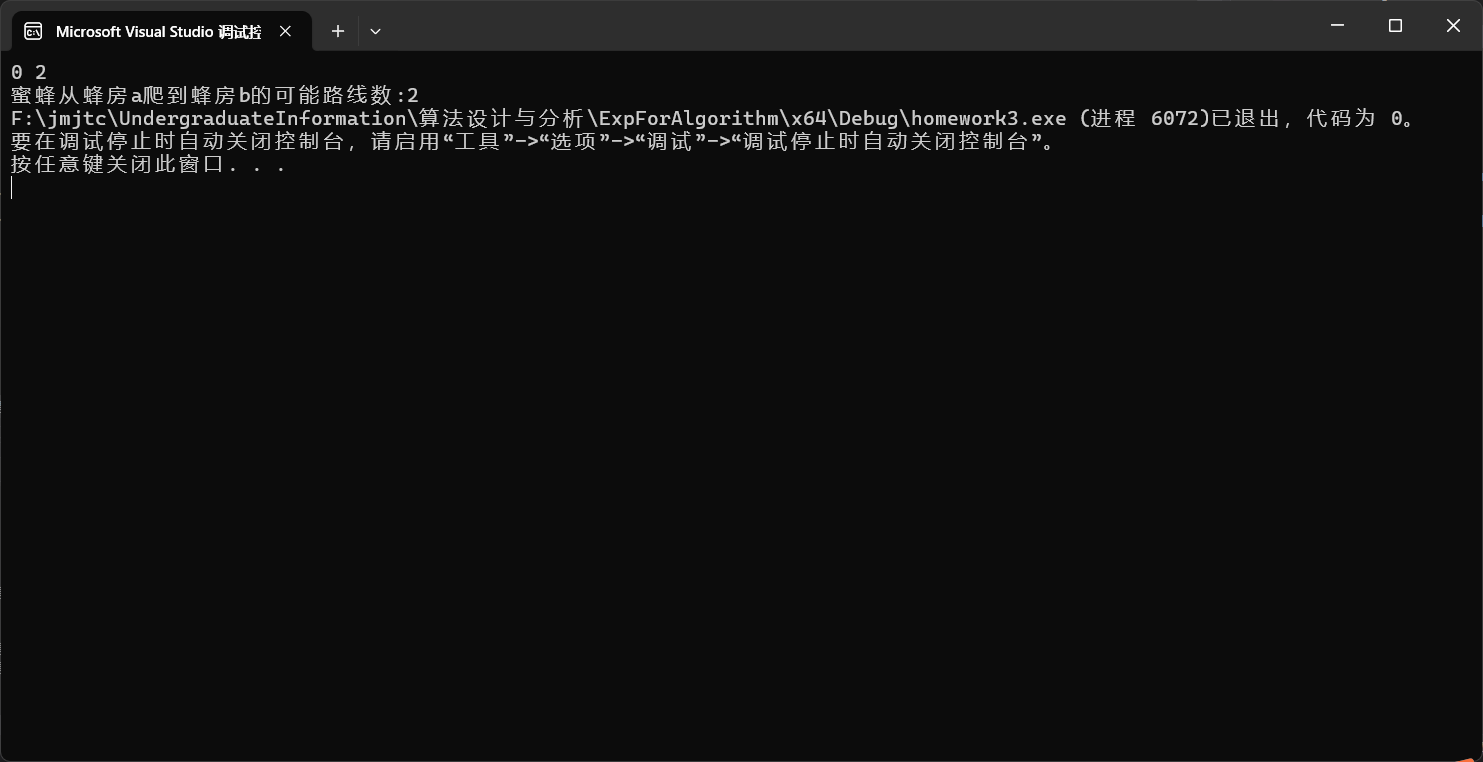 Microsoft Visual Studio 调试控
0 2
蜜蜂从蜂房a爬到蜂房b的可能路线数:2
F:\jmjtc\UndergraduateInformation\算法设计与分析\ExpForAlgorithm\x64\Debug\homework3.exe (进程 6072)已退出，代码为 0。
要在调试停止时自动关闭控制台，请启用“工具”->“选项”->“调试”->“调试停止时自动关闭控制台”。
按任意键关闭此窗口. . .